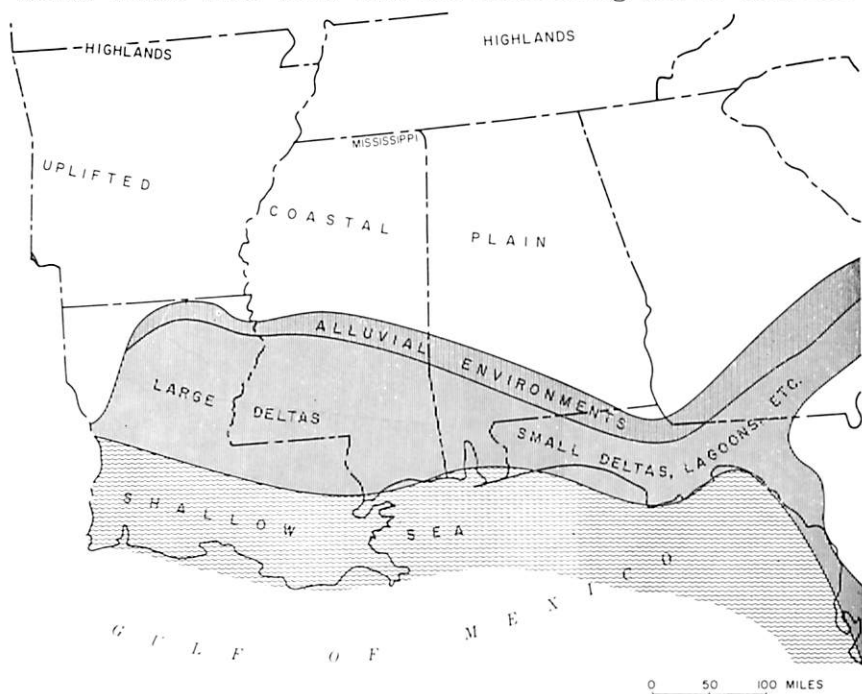 HIGHLANDS
HIGHLANDS
MISSISSIPPI
UPLIFTED
COASTAL
PLAIN
ALLUVIAL ENVIRONMENTS
LARGE DELTAS
SMALL DELTAS, LAGOONS, ETC.
SHALLOW SEA
GULF OF MEXICO
0 50 100 MILES